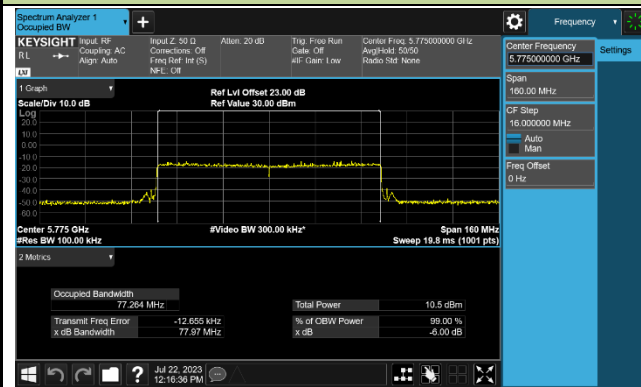 Spectrum Analyzer 1
Occupied BW
Frequency
KEYSIGHT
Input: RF
Input Z: 50 Ω
Atten: 20 dB
Trig: Free Run
Center Freq: 5.775000000 GHz
RL
Coupling: AC
Corrections: Off
Gate: Off
Avg|Hold: 50/50
Align: Auto
Freq Ref: Int (S)
#IF Gain: Low
Radio Std: None
NFE: Off
LXI
Center Frequency
5.775000000 GHz
Settings
Span
160.00 MHz
CF Step
16.000000 MHz
Auto
Man
Freq Offset
0 Hz
1 Graph
Scale/Div 10.0 dB
Ref Lvl Offset 23.00 dB
Ref Value 30.00 dBm
Log
20.0
10.0
0.00
-10.0
-20.0
-30.0
-40.0
-50.0
-60.0
Center 5.775 GHz
#Video BW 300.00 kHz*
Span 160 MHz
#Res BW 100.00 kHz
Sweep 19.8 ms (1001 pts)
2 Metrics
Occupied Bandwidth
77.264 MHz
Total Power
10.5 dBm
Transmit Freq Error
-12.655 kHz
% of OBW Power
99.00 %
x dB Bandwidth
77.97 MHz
x dB
-6.00 dB
Jul 22, 2023
12:16:36 PM